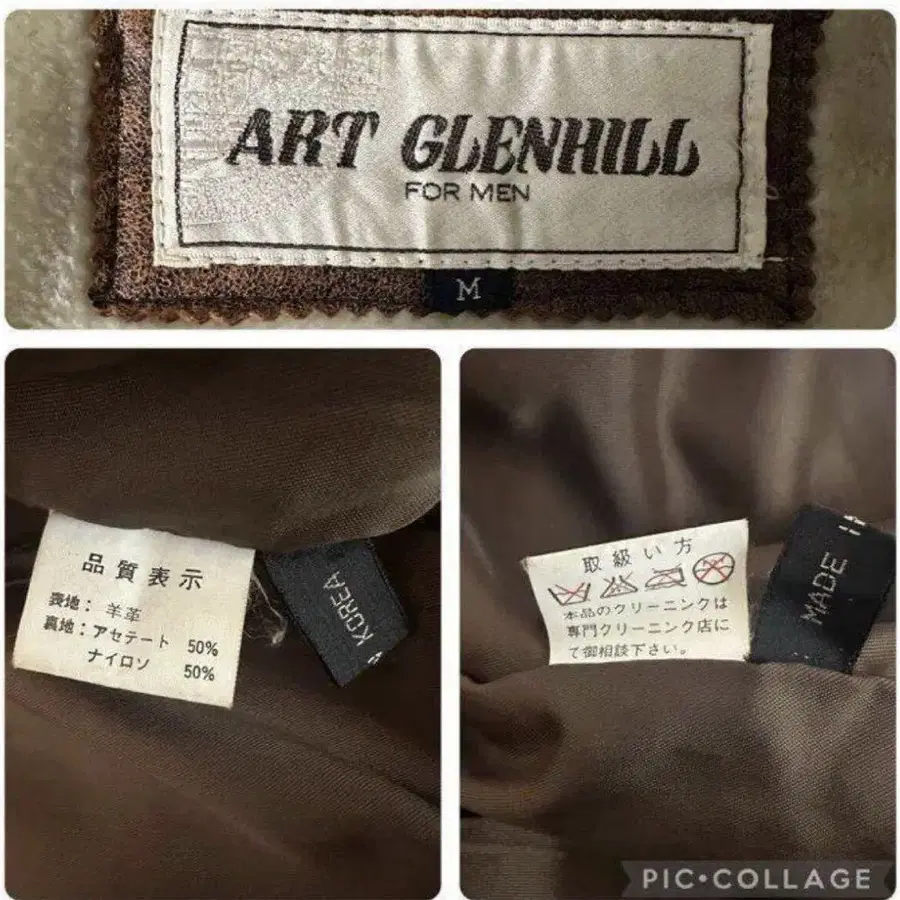 ART GLENHILL
FOR MEN
M
品質表示
表地: 羊革
裏地: アセテート 50%
ナイロン 50%
KOREA
取扱い方
本品のクリーニングは
専門クリーニング店に
て御相談下さい。
MADE IN
PIC•COLLAGE